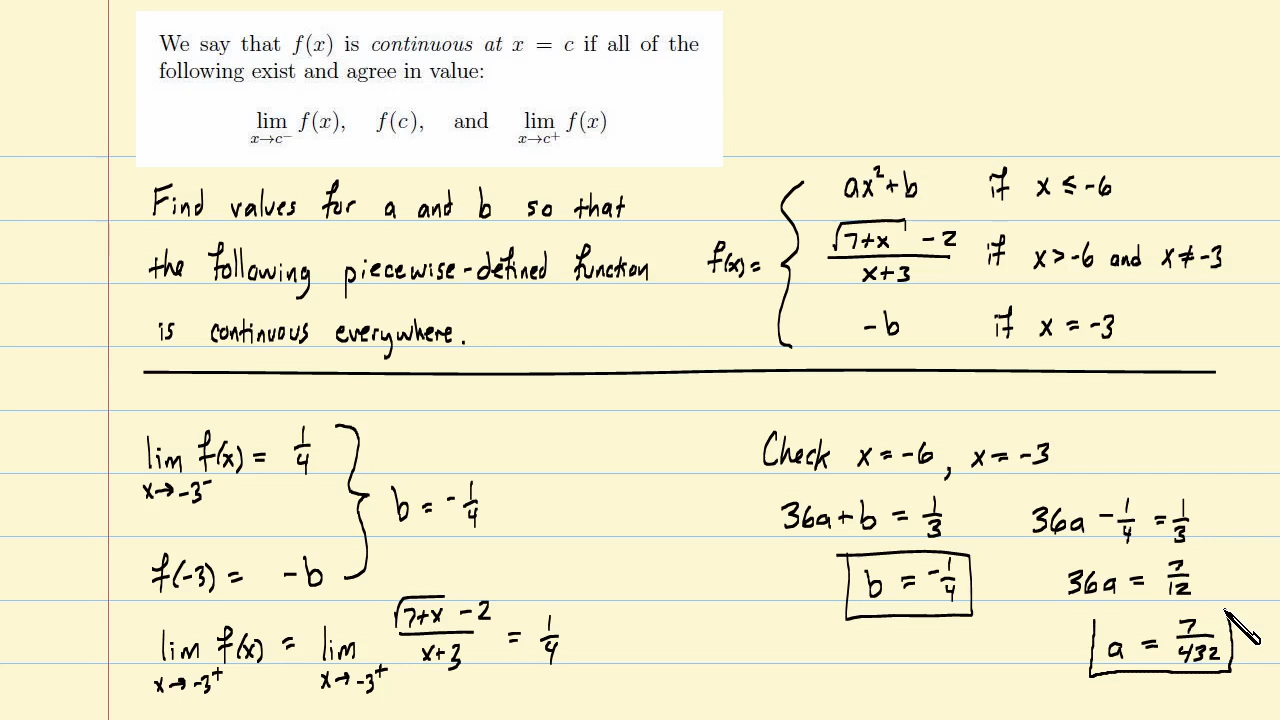 We say that f(x) is continuous at x = c if all of the
following exist and agree in value:
lim x→c⁻ f(x), f(c), and lim x→c⁺ f(x)
Find values for a and b so that
the following piecewise-defined function
is continuous everywhere.
f(x) = {
ax² + b if x ≤ -6
(√(7+x) - 2)/(x+3) if x > -6 and x ≠ -3
-b if x = -3
lim x→-3⁻ f(x) = 1/4
f(-3) = -b
} b = -1/4
lim x→-3⁺ f(x) = lim x→-3⁺ (√(7+x) - 2)/(x+3) = 1/4
Check x = -6, x = -3
36a + b = 1/3
b = -1/4
36a - 1/4 = 1/3
36a = 7/12
a = 7/432